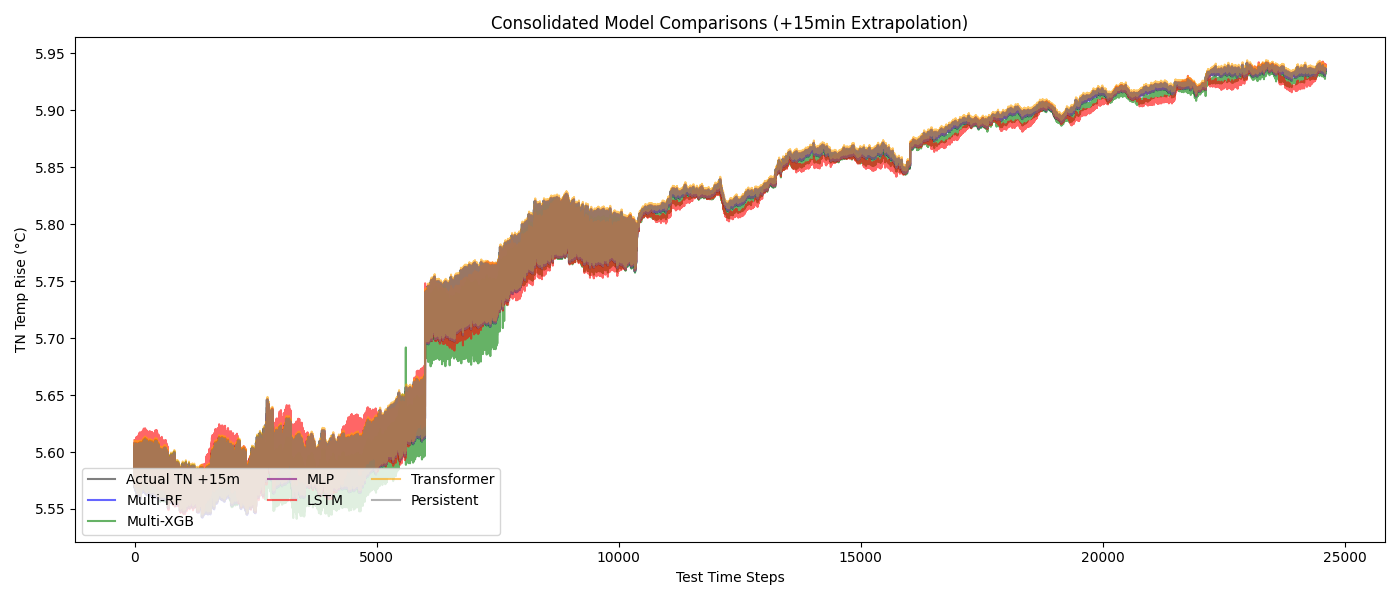 Consolidated Model Comparisons (+15min Extrapolation)
TN Temp Rise (°C)
5.95
5.90
5.85
5.80
5.75
5.70
5.65
5.60
5.55
Actual TN +15m
Multi-RF
Multi-XGB
MLP
LSTM
Transformer
Persistent
0 5000 10000 15000 20000 25000
Test Time Steps